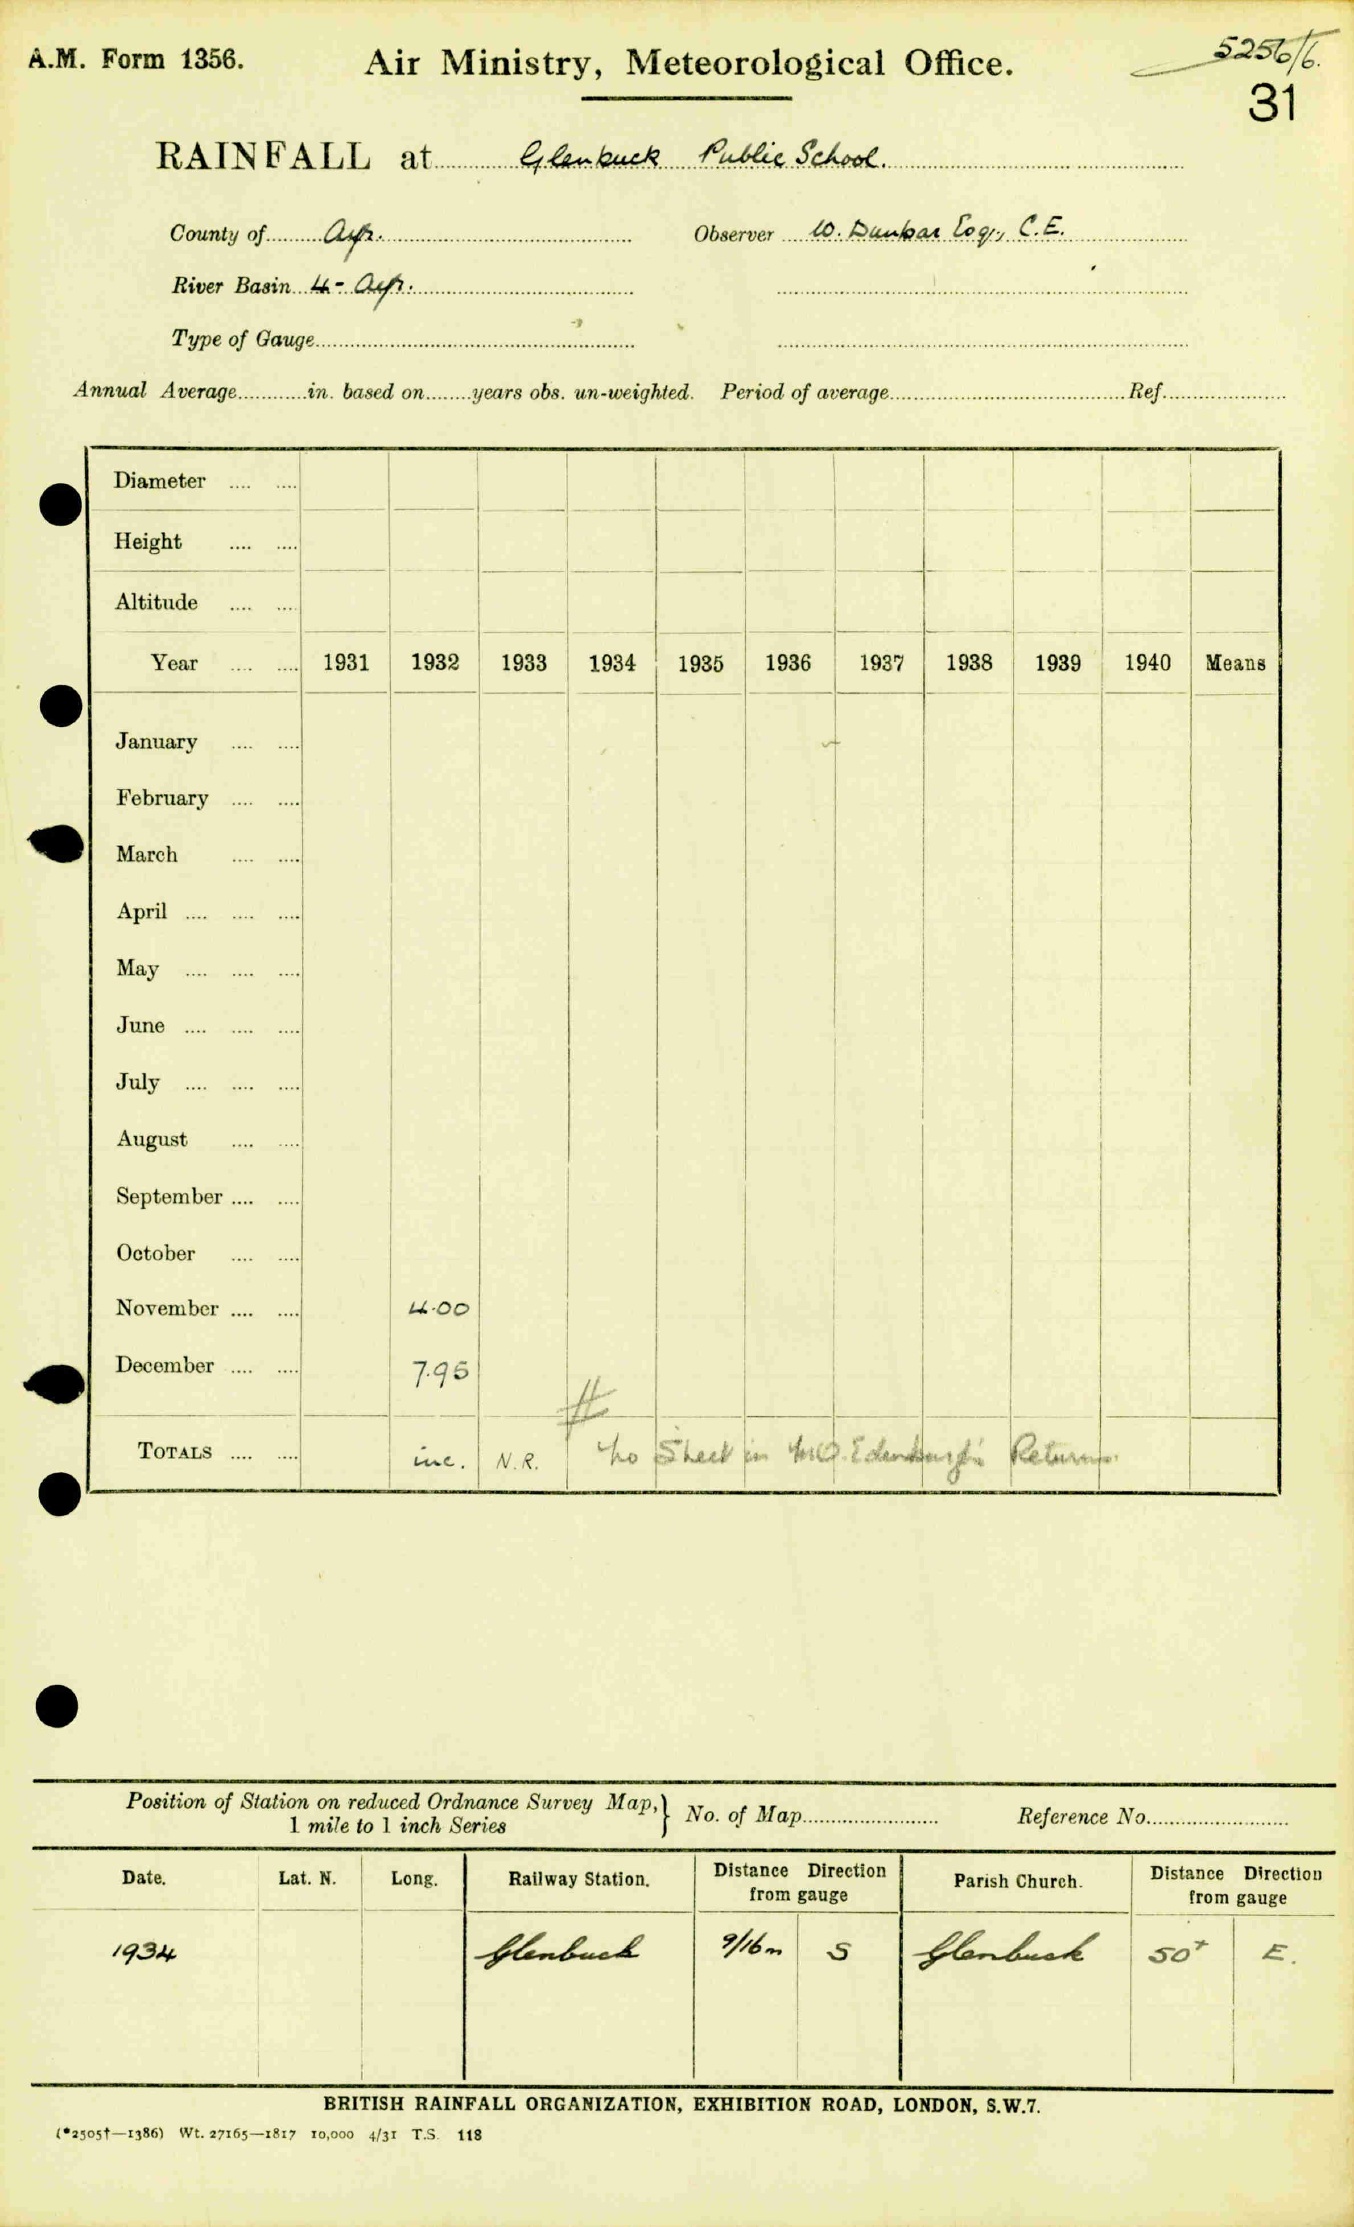 A.M. Form 1356. Air Ministry, Meteorological Office. 5256/6.
31
RAINFALL at Glenbuck Public School.
County of Ayr. Observer W. Dunbar Esq., C.E.
River Basin 4 - Ayr.
Type of Gauge
Annual Average in. based on years obs. un-weighted. Period of average Ref.
Diameter
Height
Altitude
Year 1931 1932 1933 1934 1935 1936 1937 1938 1939 1940 Means
January
February
March
April
May
June
July
August
September
October
November 4.00
December 7.95
#
TOTALS inc. N.R. No Sheet in M.O. Edinburgh's Returns.
Position of Station on reduced Ordnance Survey Map, } No. of Map Reference No.
1 mile to 1 inch Series
Date. Lat. N. Long. Railway Station. Distance Direction from gauge Parish Church. Distance Direction from gauge
1934 Glenbuck 9/16 m S Glenbuck 50+ E.
BRITISH RAINFALL ORGANIZATION, EXHIBITION ROAD, LONDON, S.W.7.
(*2505†—1386) Wt. 27165—1817 10,000 4/31 T.S. 118